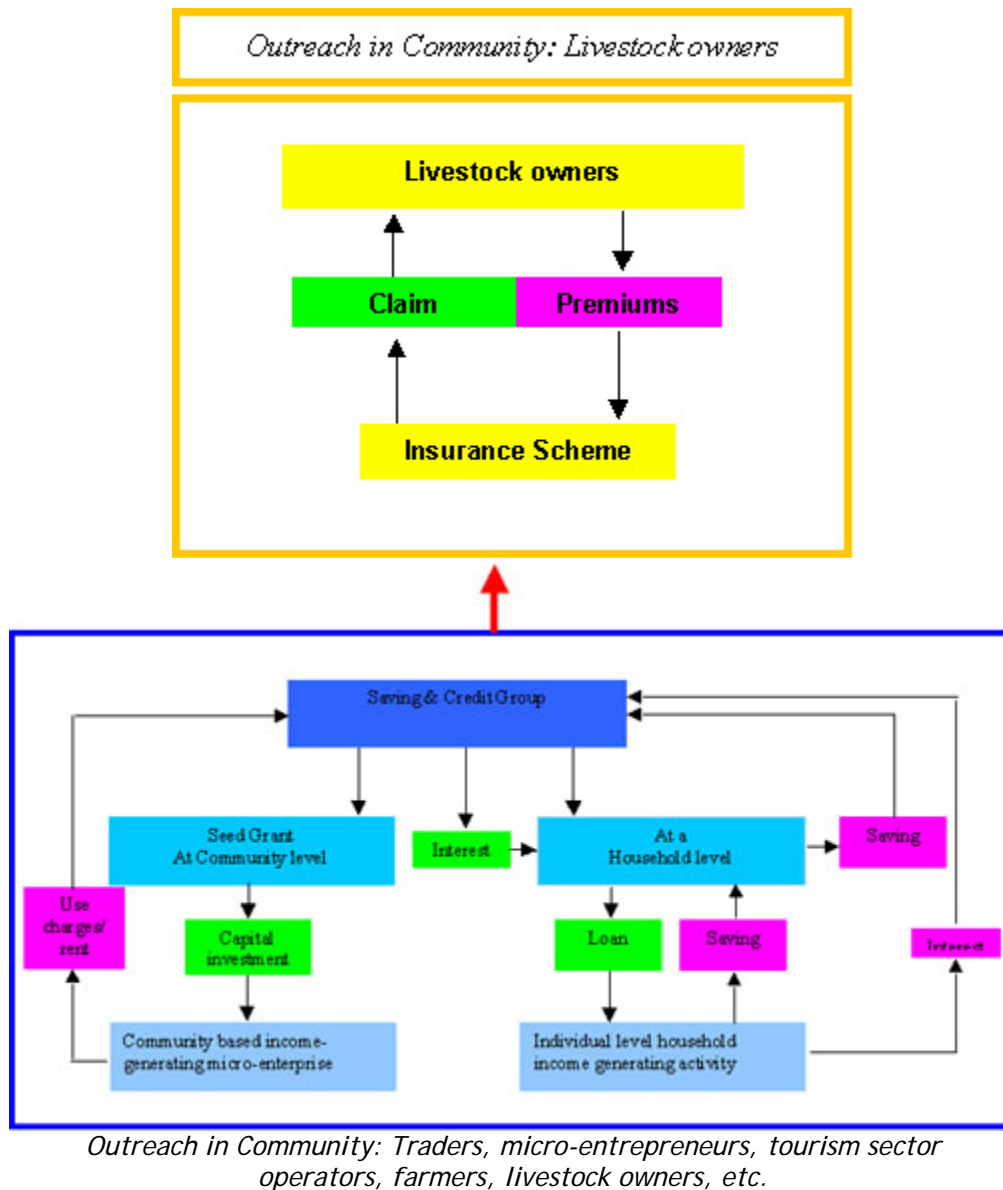 Outreach in Community: Livestock owners
Livestock owners
Claim
Premiums
Insurance Scheme
Saving & Credit Group
Seed Grant
At Community level
Interest
At a
Household level
Saving
Use
charges/
rent
Capital
investment
Loan
Saving
Interest
Community based income-
generating micro-enterprise
Individual level household
income generating activity
Outreach in Community: Traders, micro-entrepreneurs, tourism sector
operators, farmers, livestock owners, etc.